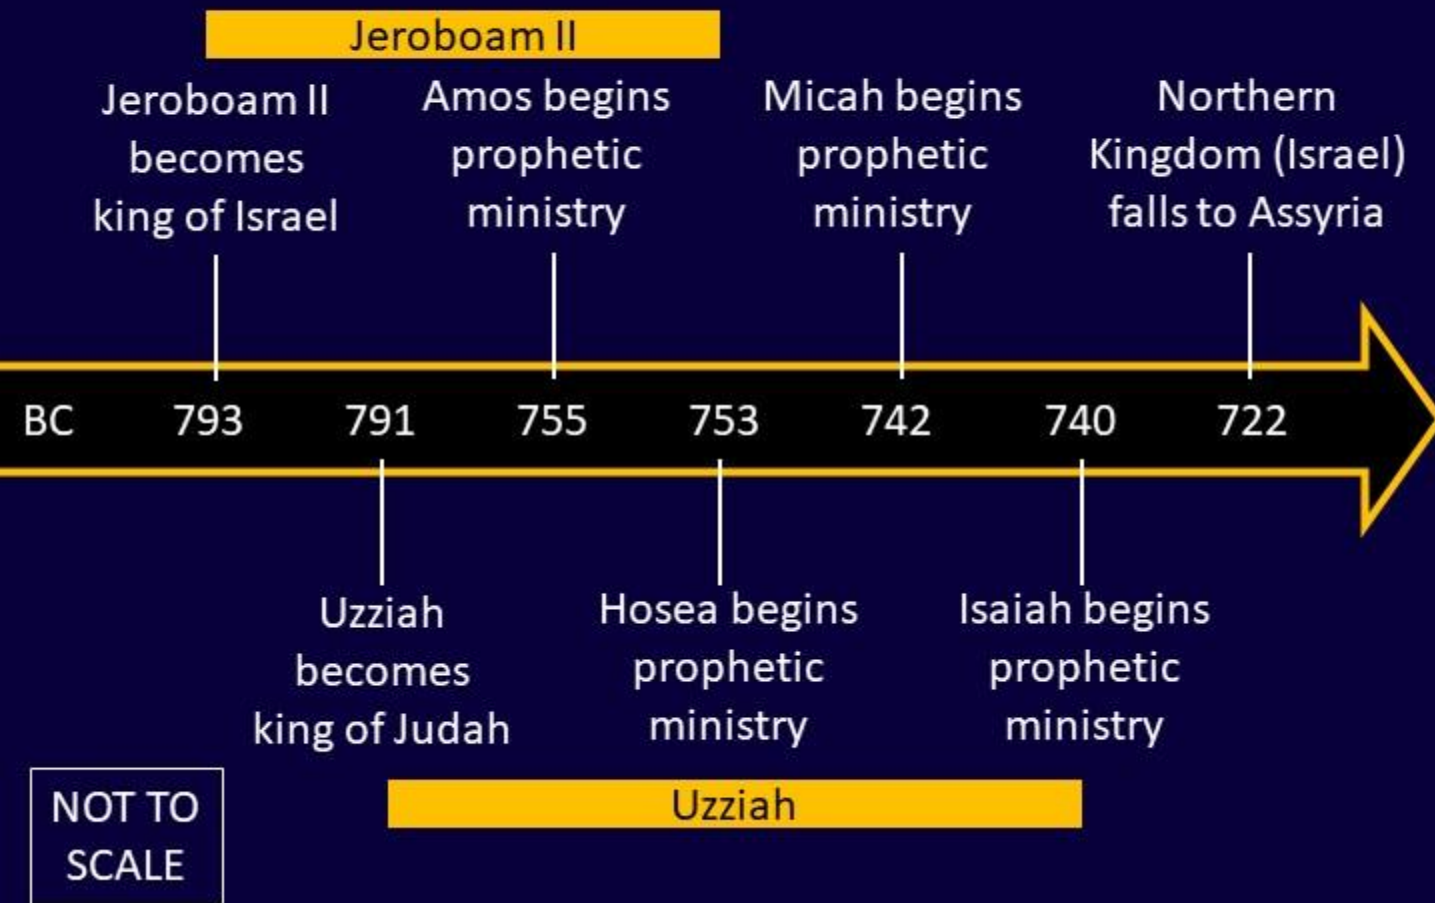 Jeroboam II
Jeroboam II
becomes
king of Israel
Amos begins
prophetic
ministry
Micah begins
prophetic
ministry
Northern
Kingdom (Israel)
falls to Assyria
BC 793 791 755 753 742 740 722
Uzziah
becomes
king of Judah
Hosea begins
prophetic
ministry
Isaiah begins
prophetic
ministry
Uzziah
NOT TO
SCALE